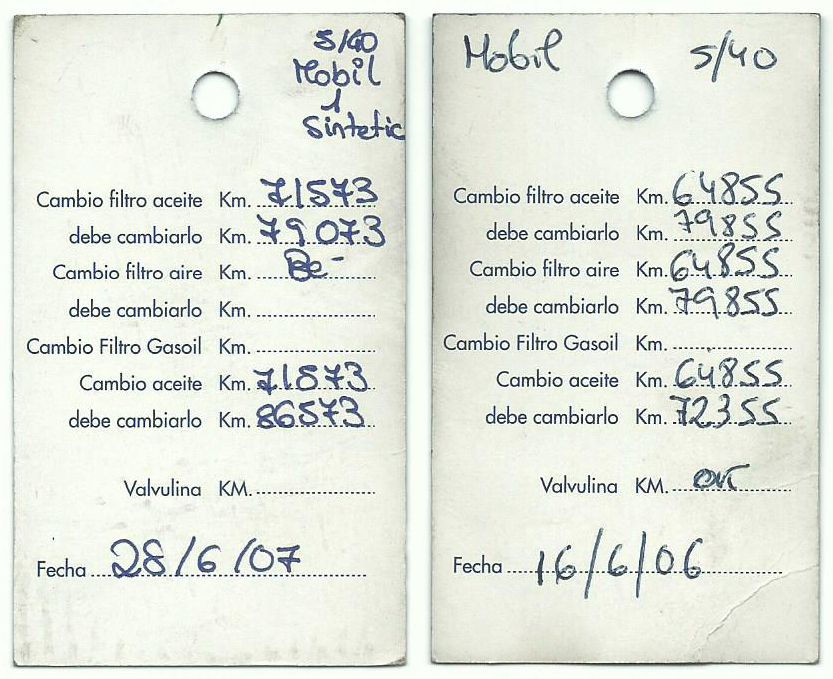 5/40
Mobil
1
Sintetic
Cambio filtro aceite Km. 71573
debe cambiarlo Km. 79073
Cambio filtro aire Km. Be-
debe cambiarlo Km.
Cambio Filtro Gasoil Km.
Cambio aceite Km. 71573
debe cambiarlo Km. 86573
Valvulina KM.
Fecha 28/6/07
Mobil 5/40
Cambio filtro aceite Km. 64855
debe cambiarlo Km. 79855
Cambio filtro aire Km. 64855
debe cambiarlo Km. 79855
Cambio Filtro Gasoil Km.
Cambio aceite Km. 64855
debe cambiarlo Km. 72355
Valvulina KM. OK
Fecha 16/6/06